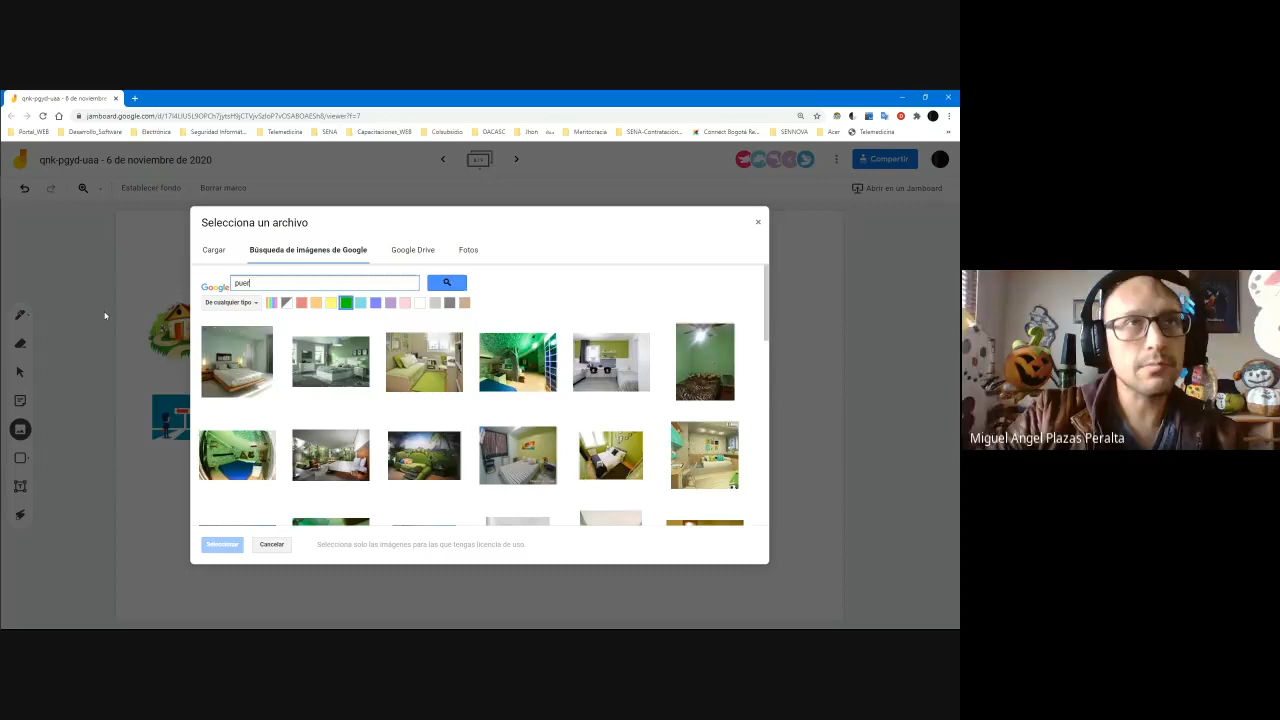 qnk-pgyd-uaa - 6 de noviembre
jamboard.google.com
Portal_WEB
Desarrollo_Software
Electrónica
Seguridad Informat...
Telemedicina
SENA
Capacitaciones_WEB
Colsubsidio
DACASC
Jhon
Meritocracia
SENA-Contratación...
Connect Bogotá Re...
SENNOVA
Acer
Telemedicina
»
qnk-pgyd-uaa - 6 de noviembre de 2020
Compartir
Establecer fondo
Borrar marco
Abrir en un Jamboard
Selecciona un archivo
Cargar
Búsqueda de imágenes de Google
Google Drive
Fotos
Google
puer
De cualquier tipo
Seleccionar
Cancelar
Selecciona solo las imágenes para las que tengas licencia de uso.
Miguel Angel Plazas Peralta